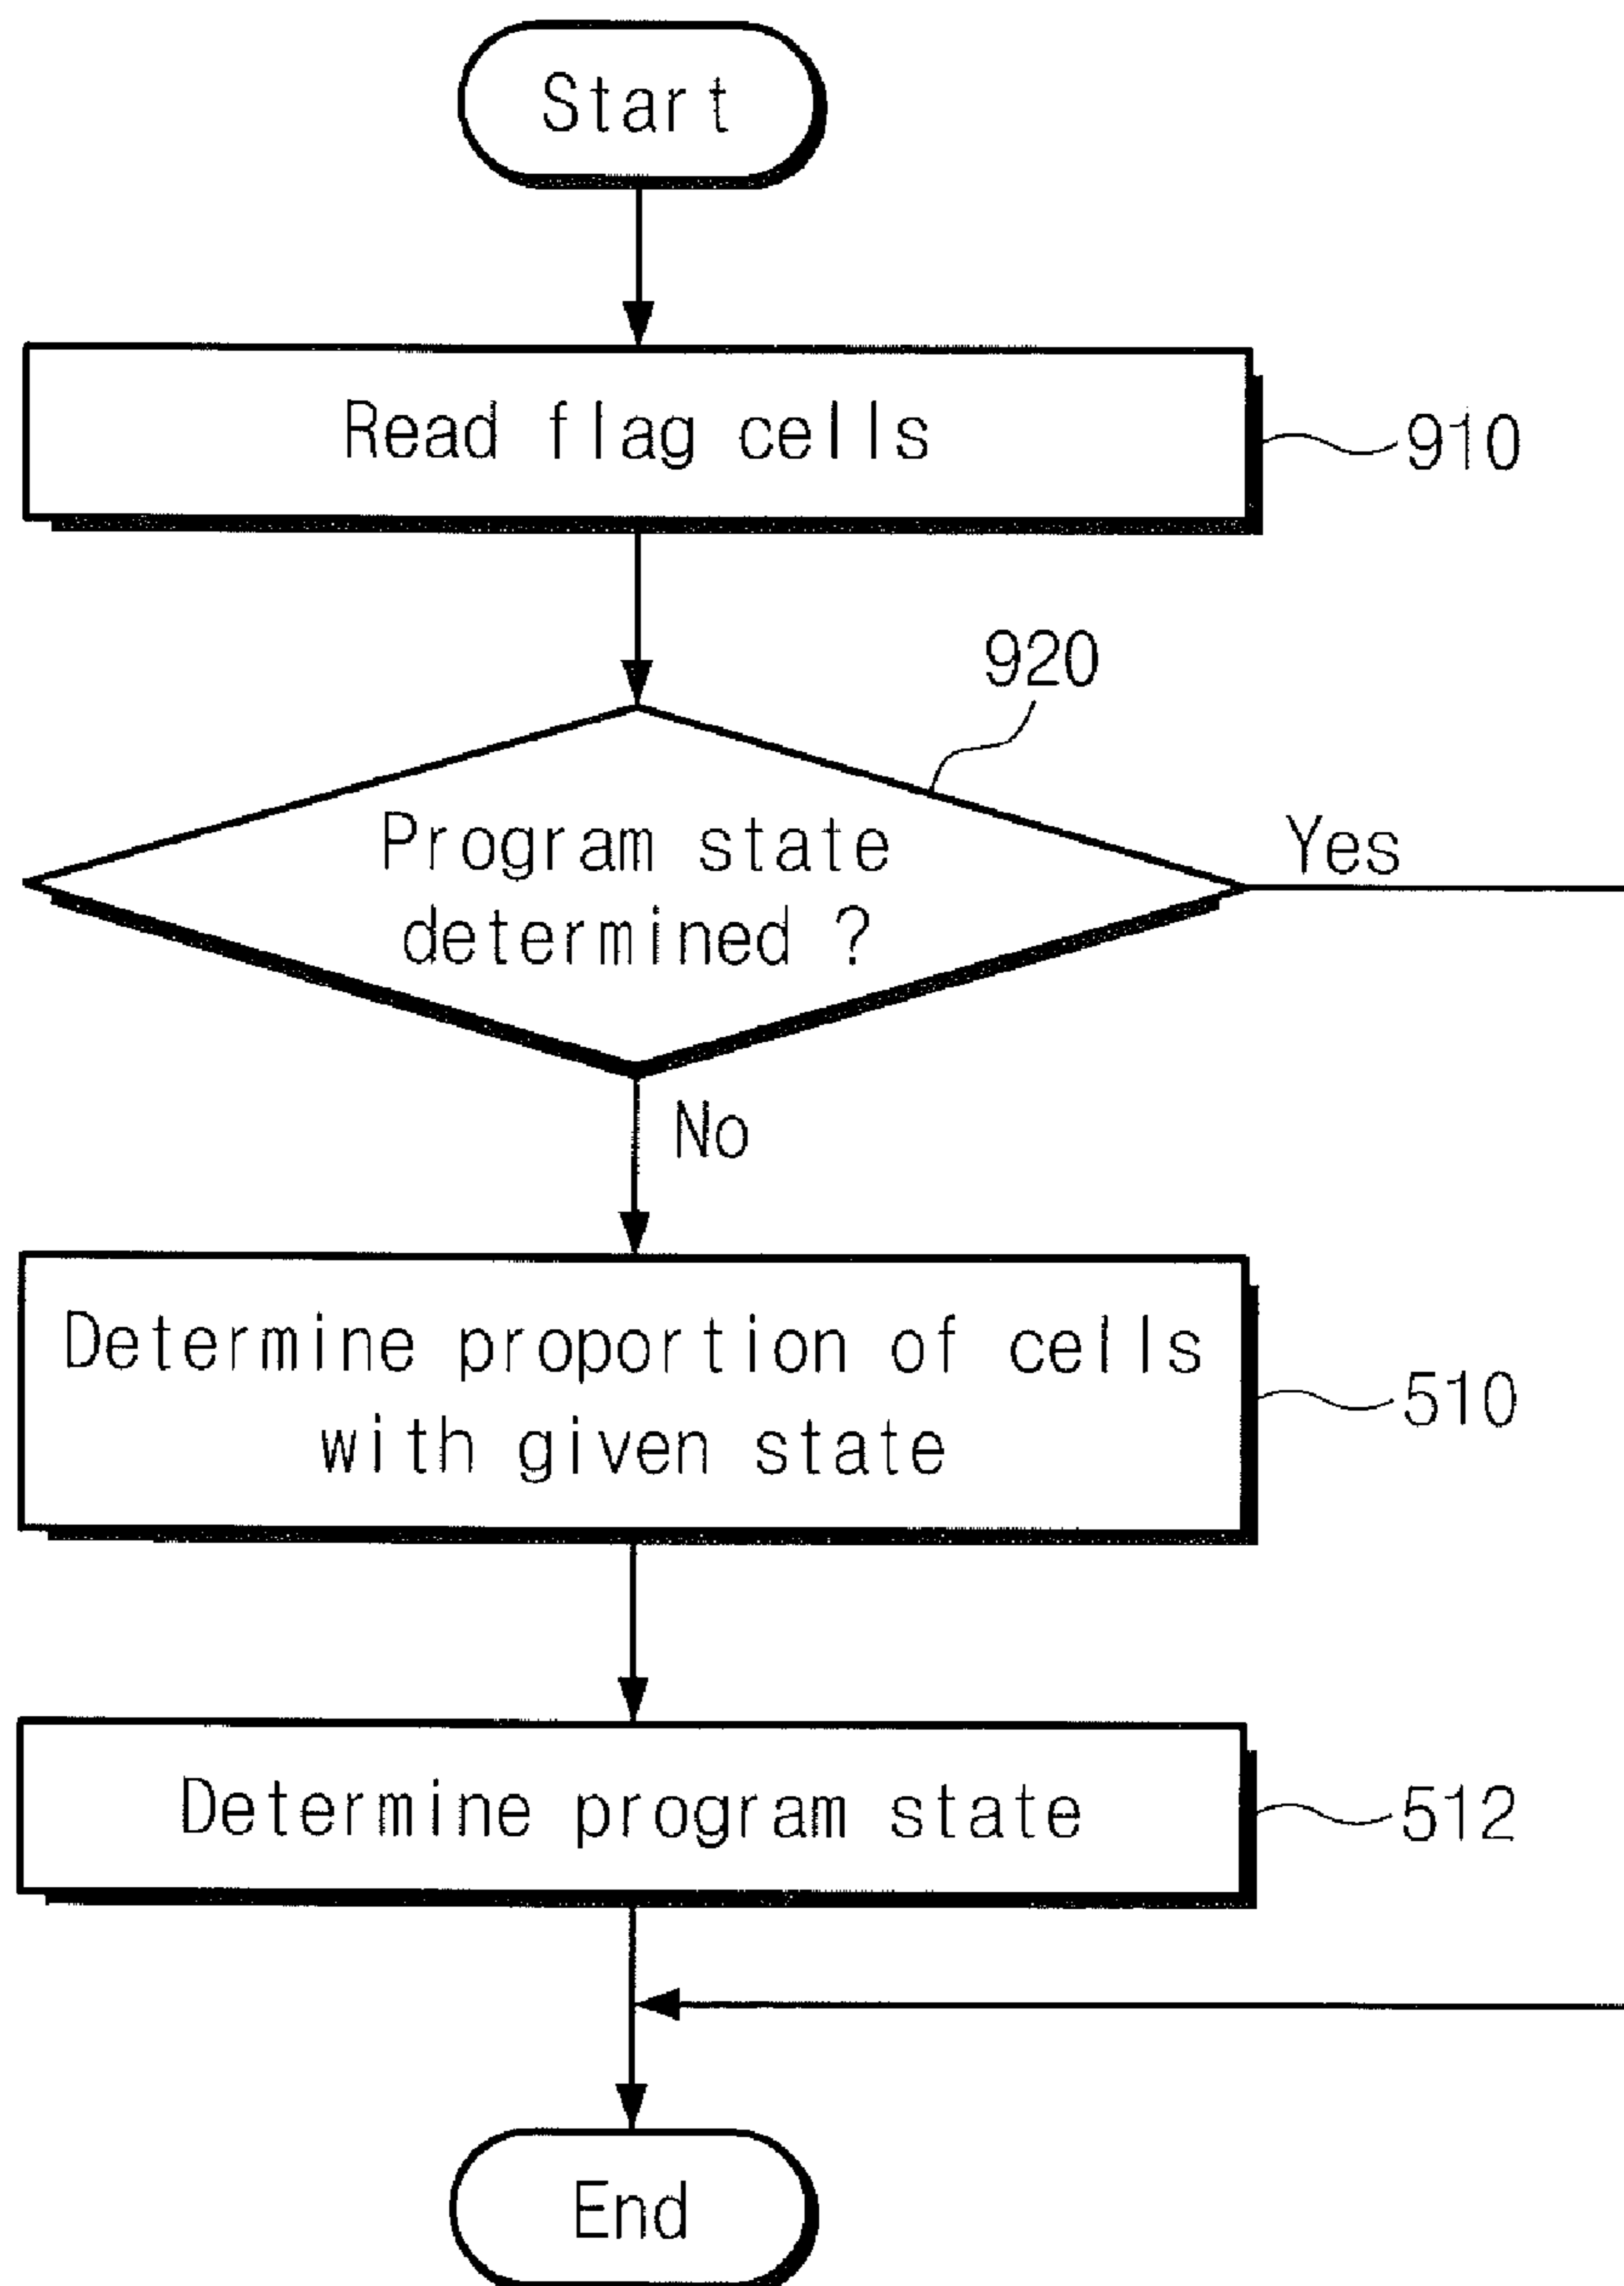 Start
Read flag cells
910
920
Program state
determined ?
Yes
No
Determine proportion of cells
with given state
510
Determine program state
512
End